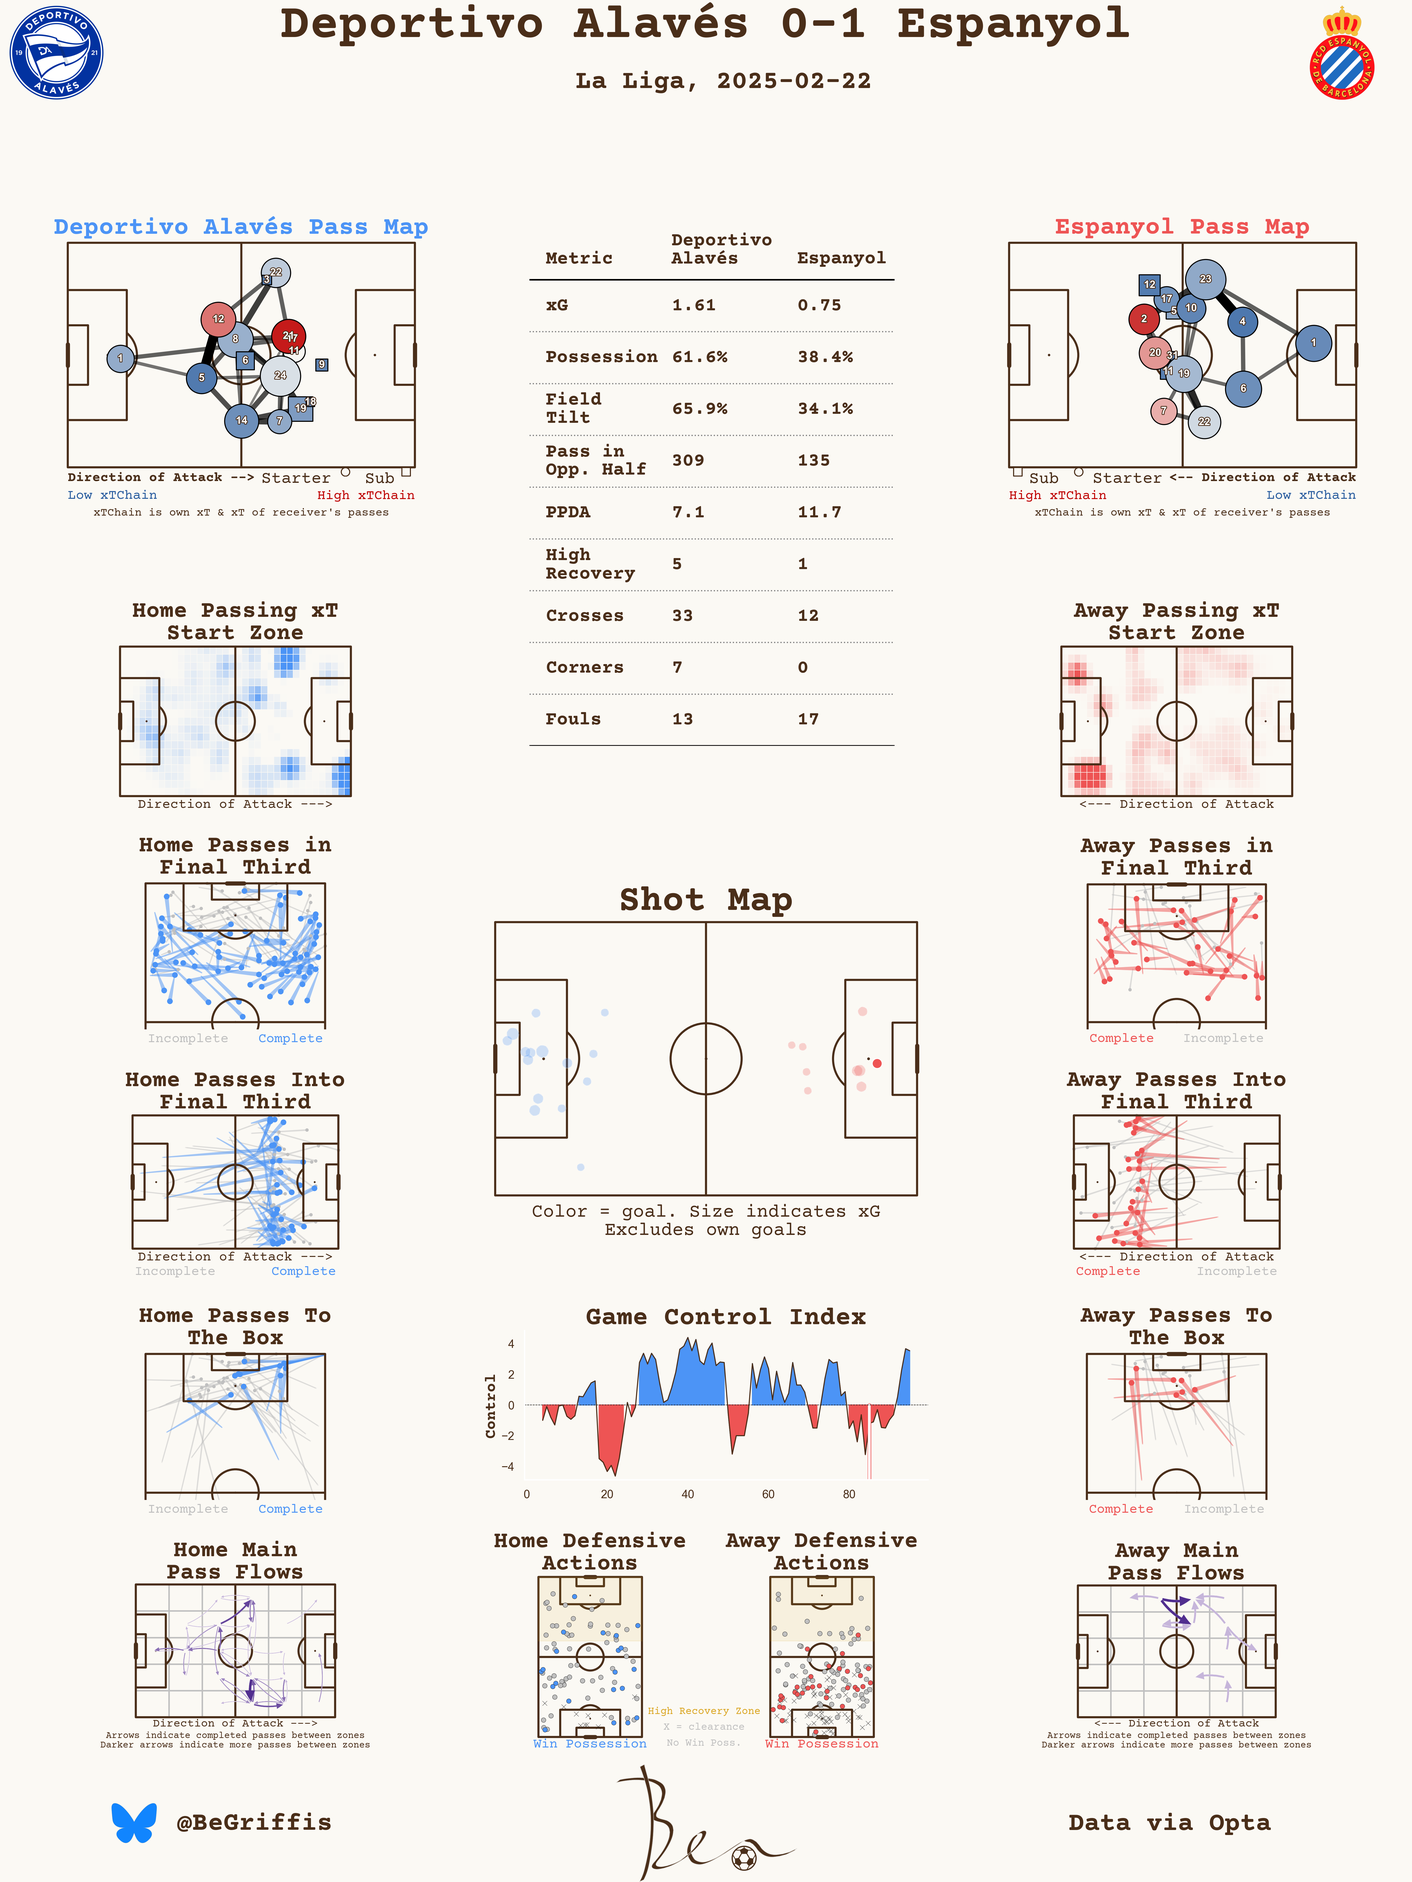 Deportivo Alavés 0-1 Espanyol
La Liga, 2025-02-22
DEPORTIVO
19 21
ALAVÉS
RCD ESPANYOL
DE BARCELONA
Deportivo Alavés Pass Map
22
3
12
8
17
11
1
6
9
5
24
18
19
14
7
Direction of Attack --> Starter Sub
Low xTChain High xTChain
xTChain is own xT & xT of receiver's passes
Metric Deportivo Alavés Espanyol
xG 1.61 0.75
Possession 61.6% 38.4%
Field Tilt 65.9% 34.1%
Pass in Opp. Half 309 135
PPDA 7.1 11.7
High Recovery 5 1
Crosses 33 12
Corners 7 0
Fouls 13 17
Espanyol Pass Map
23
12
17
5
10
2
4
1
20
31
11
19
6
7
22
Sub Starter <-- Direction of Attack
High xTChain Low xTChain
xTChain is own xT & xT of receiver's passes
Home Passing xT
Start Zone
Direction of Attack --->
Away Passing xT
Start Zone
<--- Direction of Attack
Home Passes in
Final Third
Incomplete Complete
Away Passes in
Final Third
Complete Incomplete
Shot Map
Color = goal. Size indicates xG
Excludes own goals
Home Passes Into
Final Third
Direction of Attack --->
Incomplete Complete
Away Passes Into
Final Third
<--- Direction of Attack
Complete Incomplete
Home Passes To
The Box
Incomplete Complete
Game Control Index
Control
4
2
0
−2
−4
0 20 40 60 80
Away Passes To
The Box
Complete Incomplete
Home Main
Pass Flows
Direction of Attack --->
Arrows indicate completed passes between zones
Darker arrows indicate more passes between zones
Home Defensive
Actions
Win Possession
Away Defensive
Actions
Win Possession
High Recovery Zone
X = clearance
No Win Poss.
Away Main
Pass Flows
<--- Direction of Attack
Arrows indicate completed passes between zones
Darker arrows indicate more passes between zones
@BeGriffis
Ben
Data via Opta